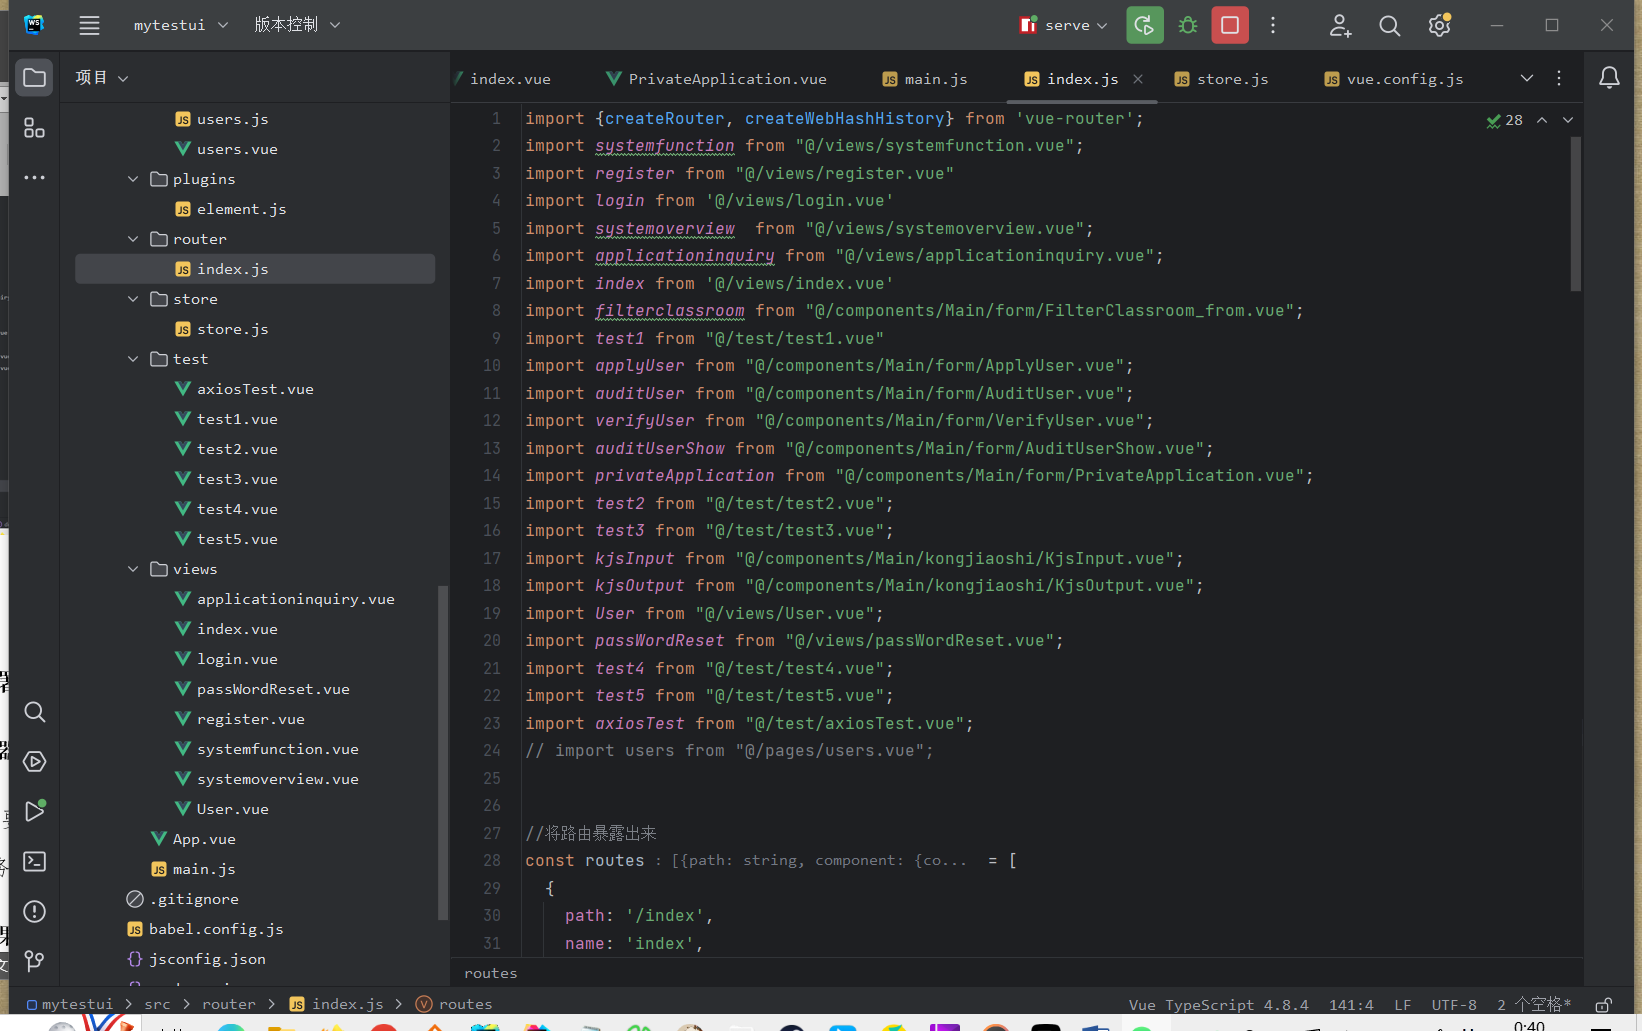 mytestui
版本控制
serve
项目
users.js
users.vue
plugins
element.js
router
index.js
store
store.js
test
axiosTest.vue
test1.vue
test2.vue
test3.vue
test4.vue
test5.vue
views
applicationinquiry.vue
index.vue
login.vue
passWordReset.vue
register.vue
systemfunction.vue
systemoverview.vue
User.vue
App.vue
main.js
.gitignore
babel.config.js
jsconfig.json
index.vue
PrivateApplication.vue
main.js
index.js
store.js
vue.config.js
28
1 import {createRouter, createWebHashHistory} from 'vue-router';
2 import systemfunction from "@/views/systemfunction.vue";
3 import register from "@/views/register.vue"
4 import login from '@/views/login.vue'
5 import systemoverview  from "@/views/systemoverview.vue";
6 import applicationinquiry from "@/views/applicationinquiry.vue";
7 import index from '@/views/index.vue'
8 import filterclassroom from "@/components/Main/form/FilterClassroom_from.vue";
9 import test1 from "@/test/test1.vue"
10 import applyUser from "@/components/Main/form/ApplyUser.vue";
11 import auditUser from "@/components/Main/form/AuditUser.vue";
12 import verifyUser from "@/components/Main/form/VerifyUser.vue";
13 import auditUserShow from "@/components/Main/form/AuditUserShow.vue";
14 import privateApplication from "@/components/Main/form/PrivateApplication.vue";
15 import test2 from "@/test/test2.vue";
16 import test3 from "@/test/test3.vue";
17 import kjsInput from "@/components/Main/kongjiaoshi/KjsInput.vue";
18 import kjsOutput from "@/components/Main/kongjiaoshi/KjsOutput.vue";
19 import User from "@/views/User.vue";
20 import passWordReset from "@/views/passWordReset.vue";
21 import test4 from "@/test/test4.vue";
22 import test5 from "@/test/test5.vue";
23 import axiosTest from "@/test/axiosTest.vue";
24 // import users from "@/pages/users.vue";
25
26
27 //将路由暴露出来
28 const routes : [{path: string, component: {co... = [
29 {
30 path: '/index',
31 name: 'index',
routes
mytestui > src > router > index.js > routes
Vue TypeScript 4.8.4 141:4 LF UTF-8 2 个空格*
0:40